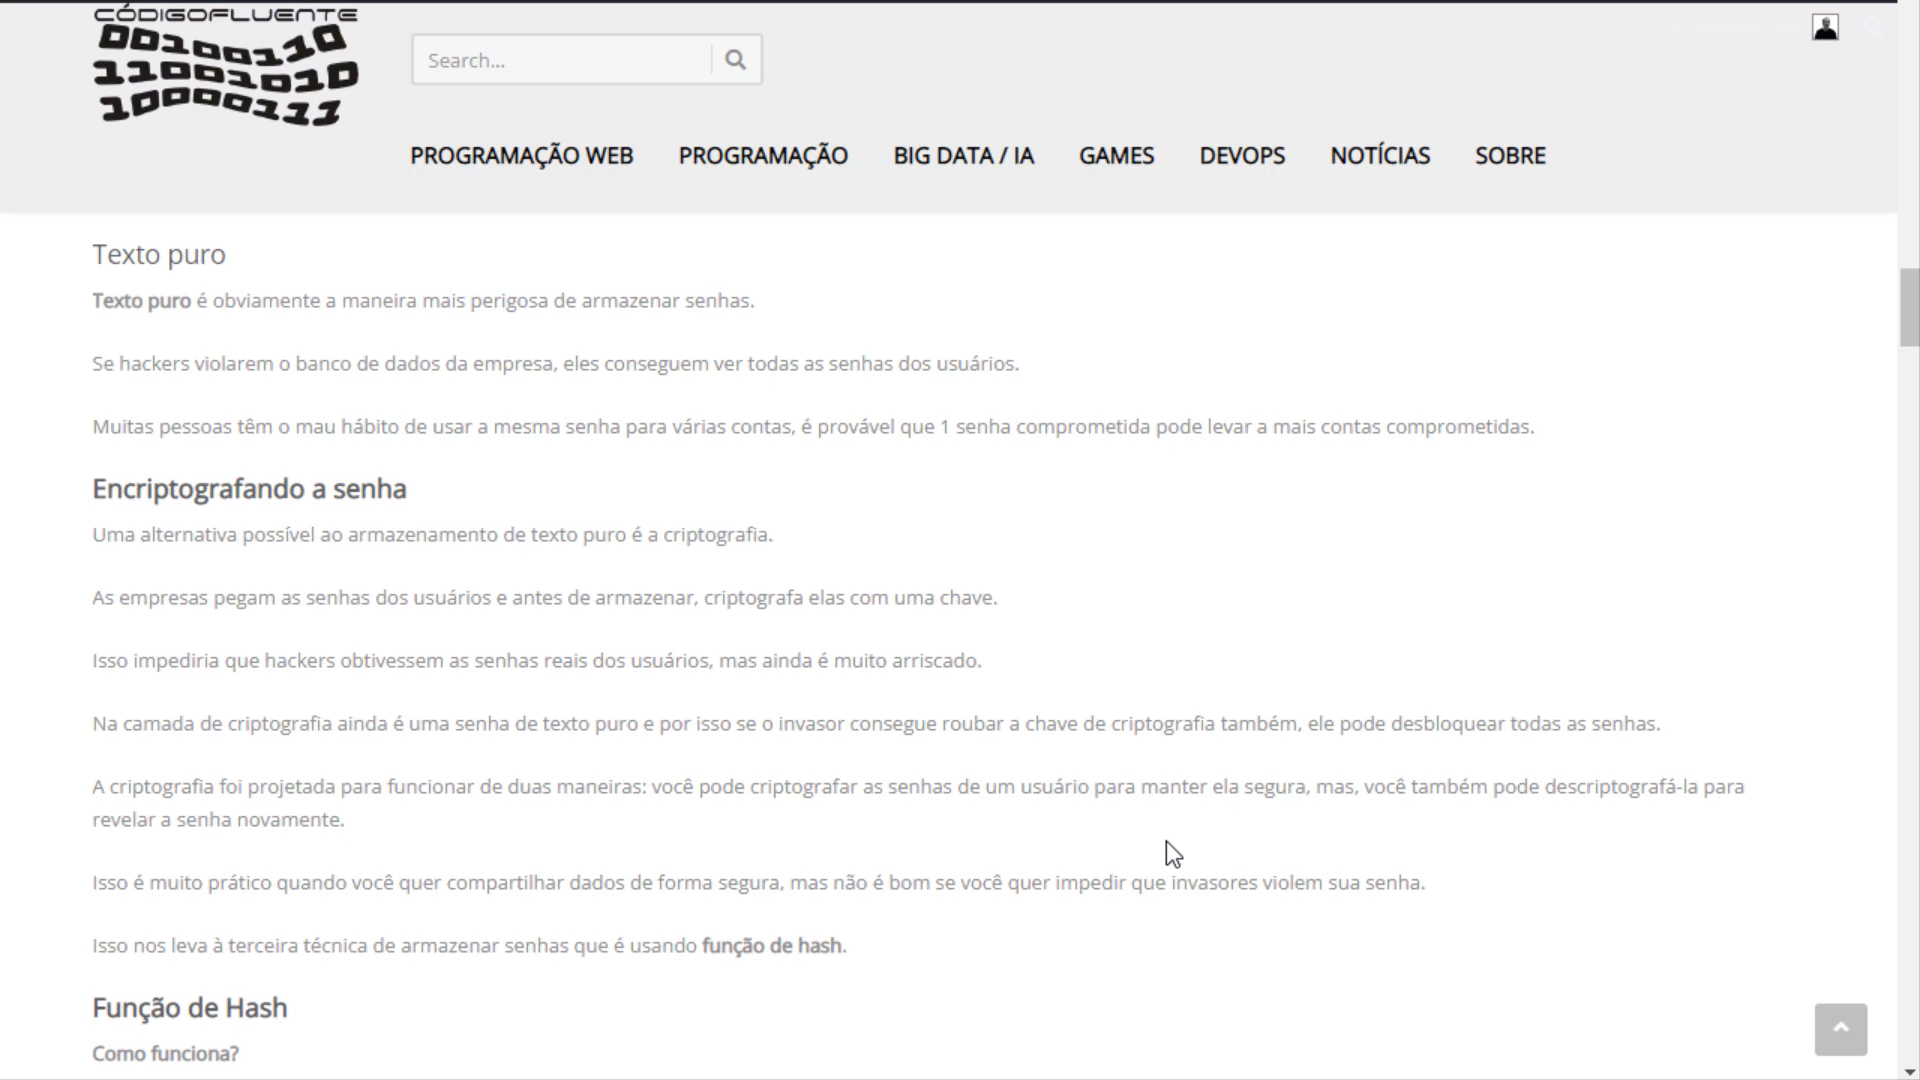 CÓDIGOFLUENTE
00100110
11001010
10000111
Search...
PROGRAMAÇÃO WEB PROGRAMAÇÃO BIG DATA / IA GAMES DEVOPS NOTÍCIAS SOBRE
Texto puro
Texto puro é obviamente a maneira mais perigosa de armazenar senhas.
Se hackers violarem o banco de dados da empresa, eles conseguem ver todas as senhas dos usuários.
Muitas pessoas têm o mau hábito de usar a mesma senha para várias contas, é provável que 1 senha comprometida pode levar a mais contas comprometidas.
Encriptografando a senha
Uma alternativa possível ao armazenamento de texto puro é a criptografia.
As empresas pegam as senhas dos usuários e antes de armazenar, criptografa elas com uma chave.
Isso impediria que hackers obtivessem as senhas reais dos usuários, mas ainda é muito arriscado.
Na camada de criptografia ainda é uma senha de texto puro e por isso se o invasor consegue roubar a chave de criptografia também, ele pode desbloquear todas as senhas.
A criptografia foi projetada para funcionar de duas maneiras: você pode criptografar as senhas de um usuário para manter ela segura, mas, você também pode descriptografá-la para
revelar a senha novamente.
Isso é muito prático quando você quer compartilhar dados de forma segura, mas não é bom se você quer impedir que invasores violem sua senha.
Isso nos leva à terceira técnica de armazenar senhas que é usando função de hash.
Função de Hash
Como funciona?